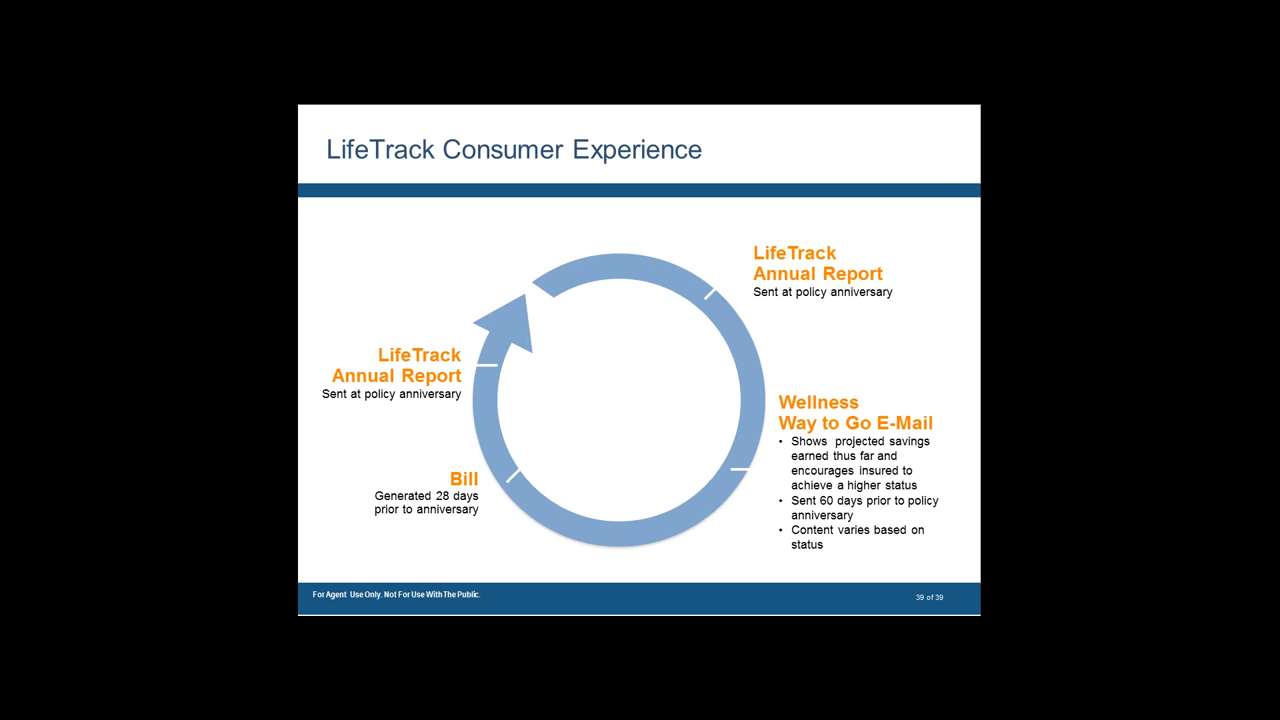 LifeTrack Consumer Experience
LifeTrack
Annual Report
Sent at policy anniversary
Wellness
Way to Go E-Mail
• Shows projected savings
earned thus far and
encourages insured to
achieve a higher status
• Sent 60 days prior to policy
anniversary
• Content varies based on
status
Bill
Generated 28 days
prior to anniversary
LifeTrack
Annual Report
Sent at policy anniversary
For Agent Use Only. Not For Use With The Public.
39 of 39